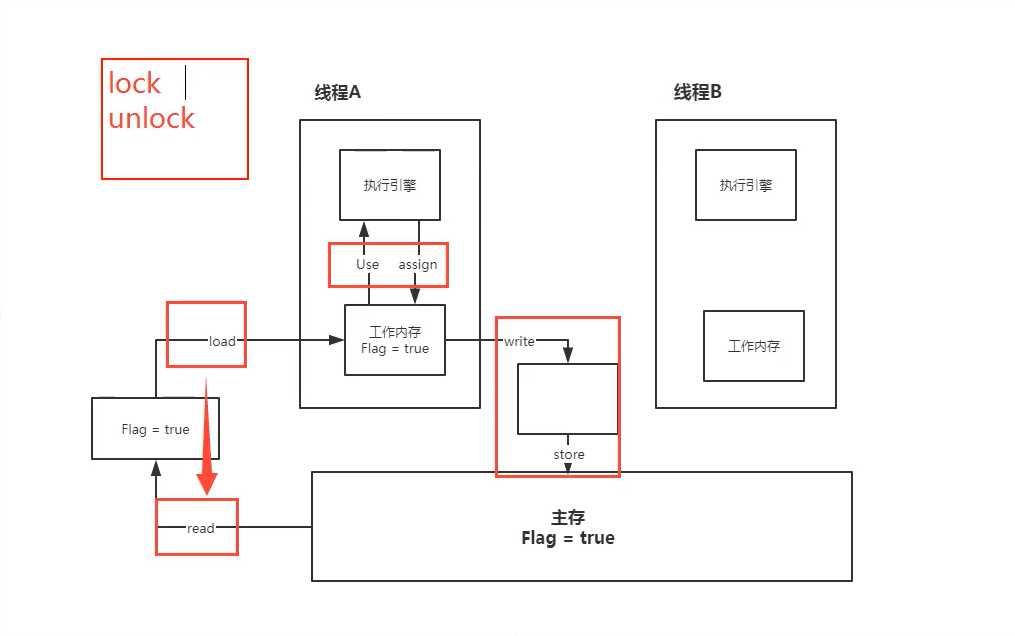 lock
unlock
线程A
线程B
执行引擎
执行引擎
Use
assign
工作内存
Flag = true
工作内存
load
write
Flag = true
store
read
主存
Flag = true